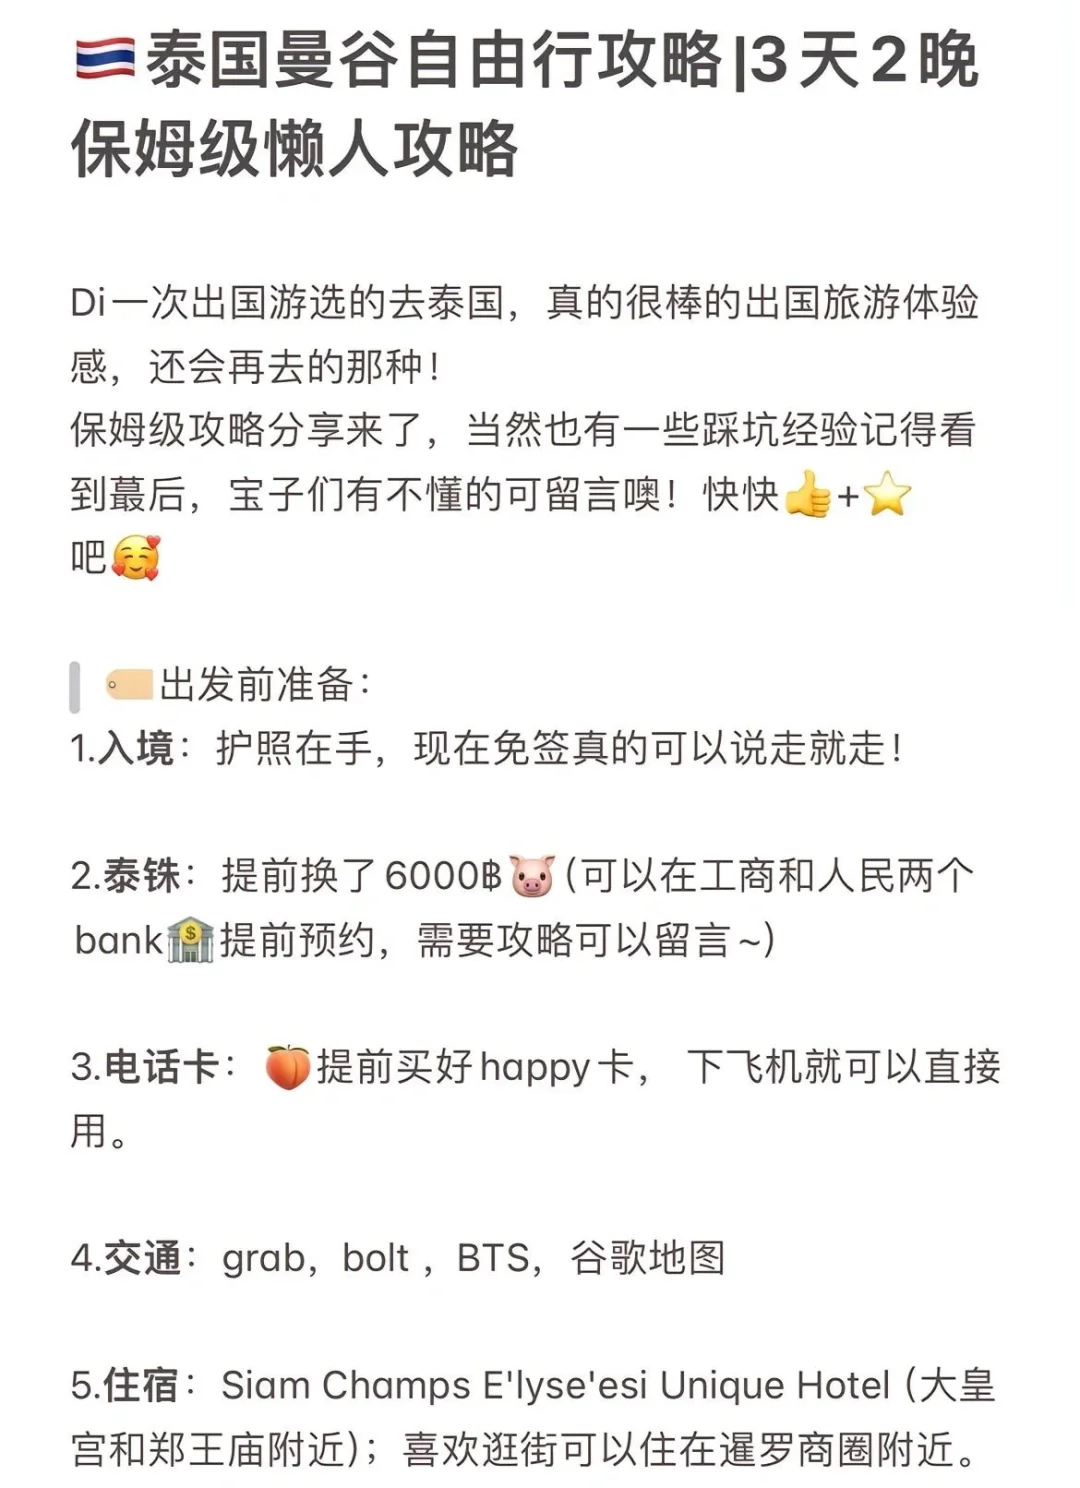 🇹🇭泰国曼谷自由行攻略|3天2晚
保姆级懒人攻略
Di一次出国游选的去泰国，真的很棒的出国旅游体验
感，还会再去的那种！
保姆级攻略分享来了，当然也有一些踩坑经验记得看
到蕞后，宝子们有不懂的可留言噢！快快👍+⭐
吧🥰
🏷️出发前准备：
1.入境：护照在手，现在免签真的可以说走就走！
2.泰铢：提前换了6000฿🐷(可以在工商和人民两个
bank🏦提前预约，需要攻略可以留言~)
3.电话卡：🍑提前买好happy卡， 下飞机就可以直接
用。
4.交通：grab，bolt ，BTS，谷歌地图
5.住宿：Siam Champs E'lyse'esi Unique Hotel (大皇
宫和郑王庙附近)；喜欢逛街可以住在暹罗商圈附近。